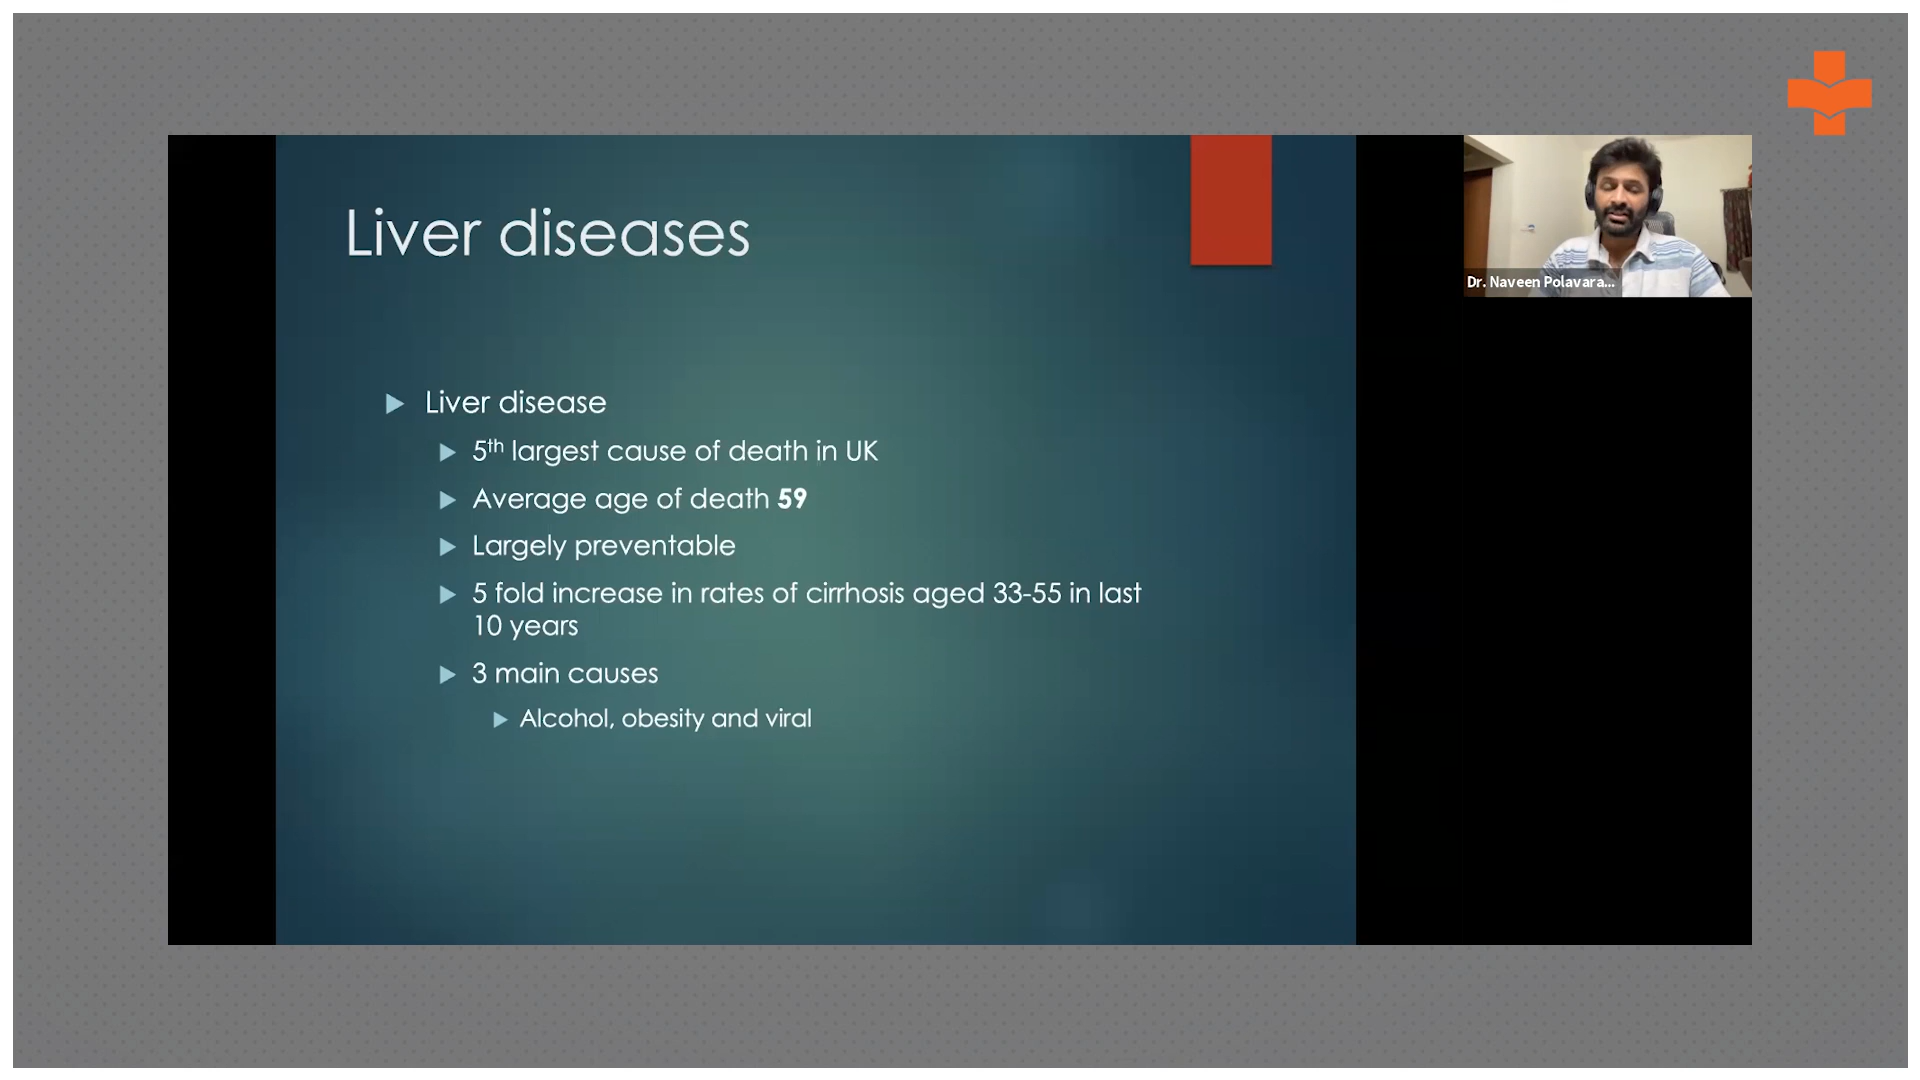 Liver diseases
Liver disease
5th largest cause of death in UK
Average age of death 59
Largely preventable
5 fold increase in rates of cirrhosis aged 33-55 in last
10 years
3 main causes
Alcohol, obesity and viral
Dr. Naveen Polavara...